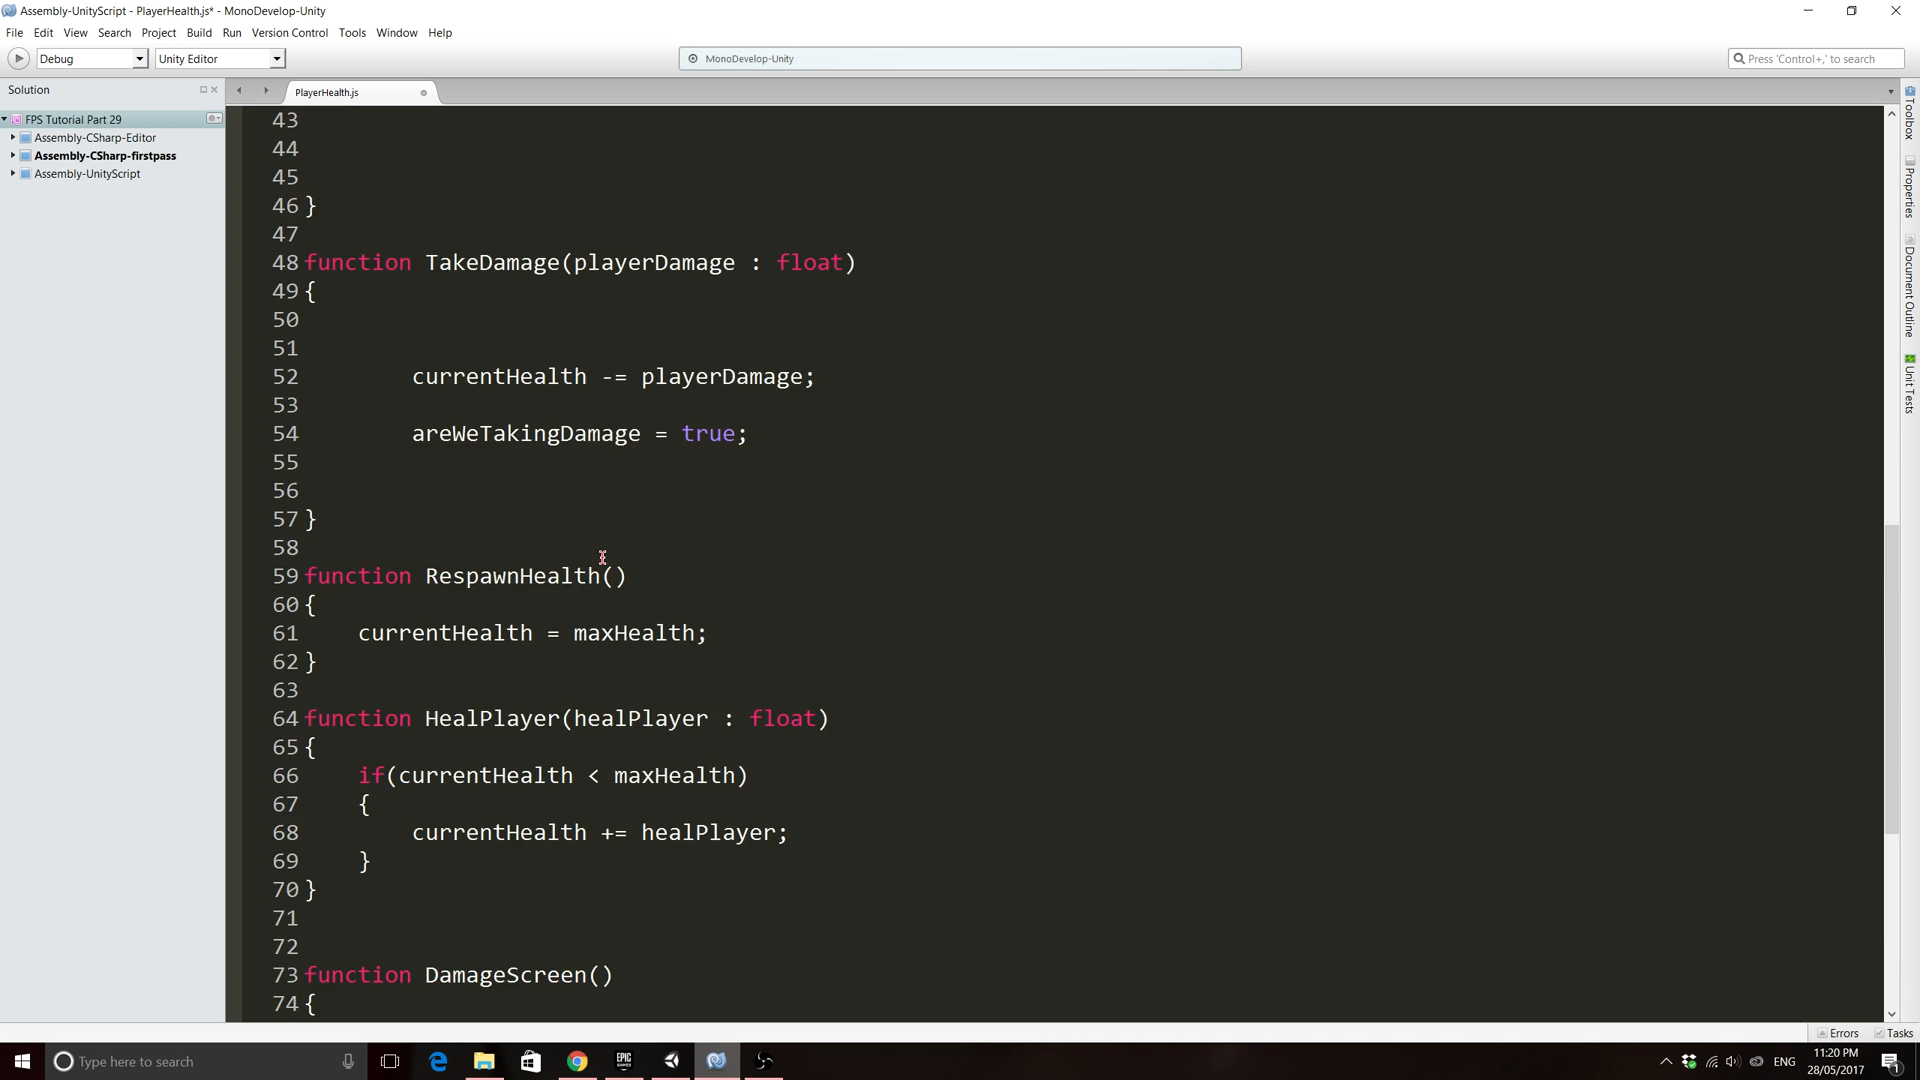 Assembly-UnityScript - PlayerHealth.js* - MonoDevelop-Unity
File Edit View Search Project Build Run Version Control Tools Window Help
Debug Unity Editor MonoDevelop-Unity Press 'Control+,' to search
Solution
PlayerHealth.js
FPS Tutorial Part 29
Assembly-CSharp-Editor
Assembly-CSharp-firstpass
Assembly-UnityScript
43
44
45
46 }
47
48 function TakeDamage(playerDamage : float)
49 {
50
51
52 currentHealth -= playerDamage;
53
54 areWeTakingDamage = true;
55
56
57 }
58
59 function RespawnHealth()
60 {
61 currentHealth = maxHealth;
62 }
63
64 function HealPlayer(healPlayer : float)
65 {
66 if(currentHealth < maxHealth)
67 {
68 currentHealth += healPlayer;
69 }
70 }
71
72
73 function DamageScreen()
74 {
Toolbox
Properties
Document Outline
Unit Tests
Errors Tasks
Type here to search
EPIC GAMES
ENG
11:20 PM
28/05/2017
1